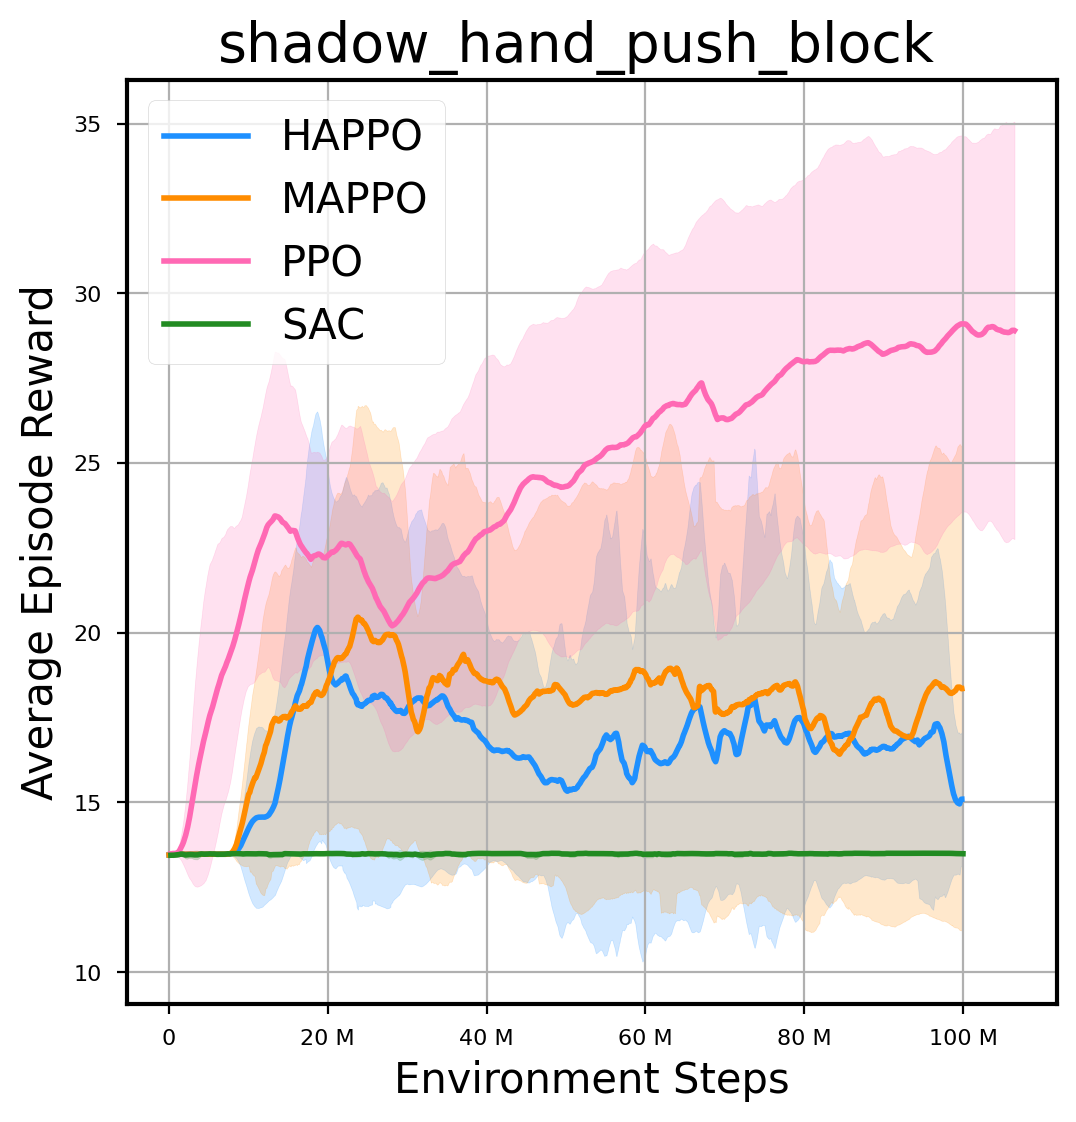 shadow_hand_push_block
HAPPO
MAPPO
PPO
SAC
Average Episode Reward
35
30
25
20
15
10
0
20 M
40 M
60 M
80 M
100 M
Environment Steps